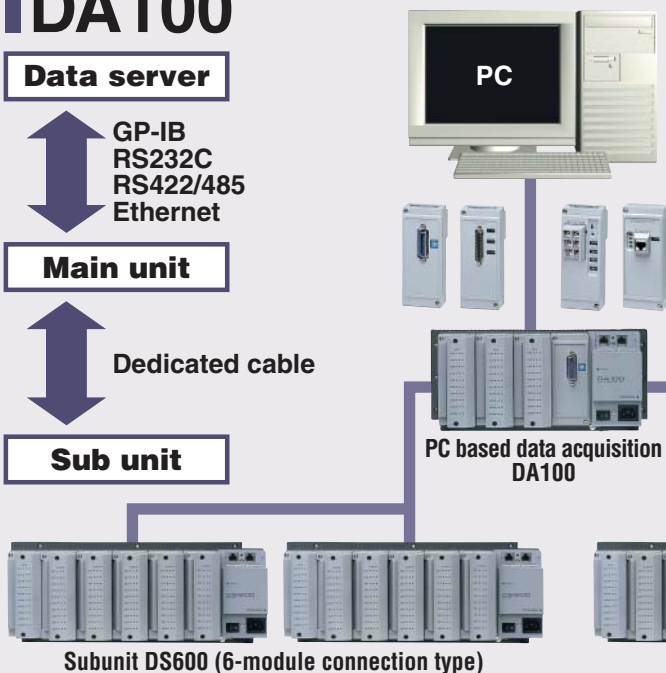 DA100
Data server
GP-IB
RS232C
RS422/485
Ethernet
Main unit
Dedicated cable
Sub unit
PC
PC based data acquisition
DA100
Subunit DS600 (6-module connection type)